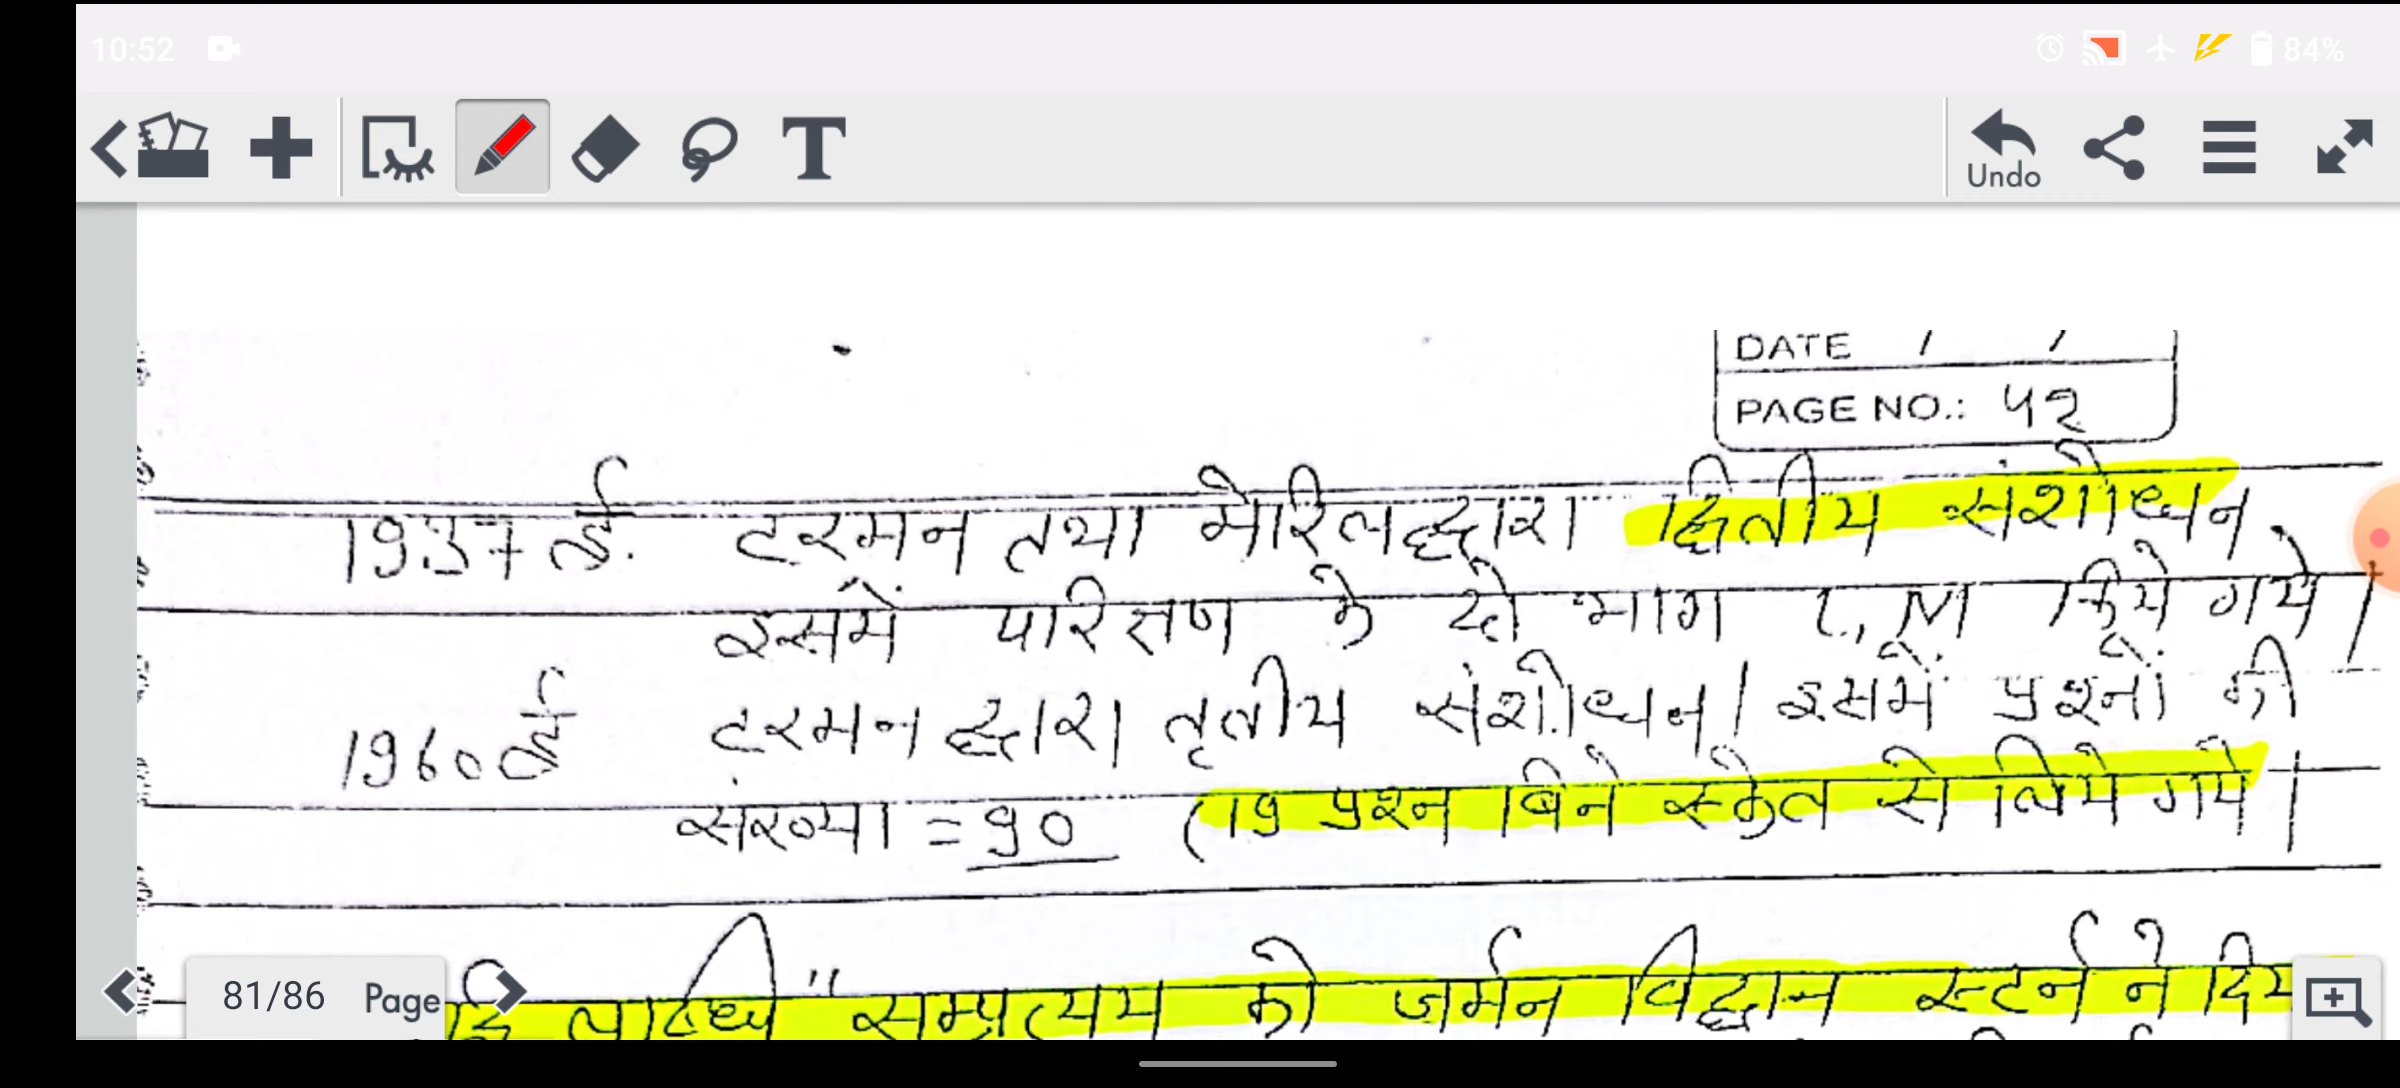 10:52 84%
Undo
DATE / /
PAGE NO.: 42
1937 ई. टरमन तथा मेरिल द्वारा द्वितीय संशोधन
इसमें परिक्षण के दो भाग L, M किये गये।
1960 ई टरमन द्वारा तृतीय संशोधन। इसमें प्रश्नों की
संख्या = 90 (19 प्रश्न बिने स्केल से लिये गये।
लब्धि" सम्प्रत्यय को जर्मन विद्वान स्टर्न ने दिय
81/86 Page